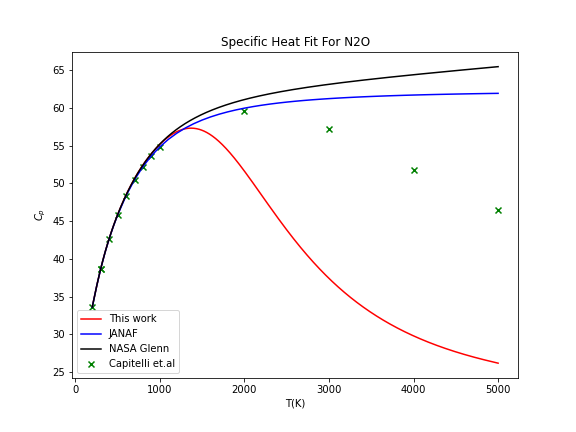 Specific Heat Fit For N2O
65
60
55
50
45
40
35
30
25
C_p
This work
JANAF
NASA Glenn
Capitelli et.al
0 1000 2000 3000 4000 5000
T(K)